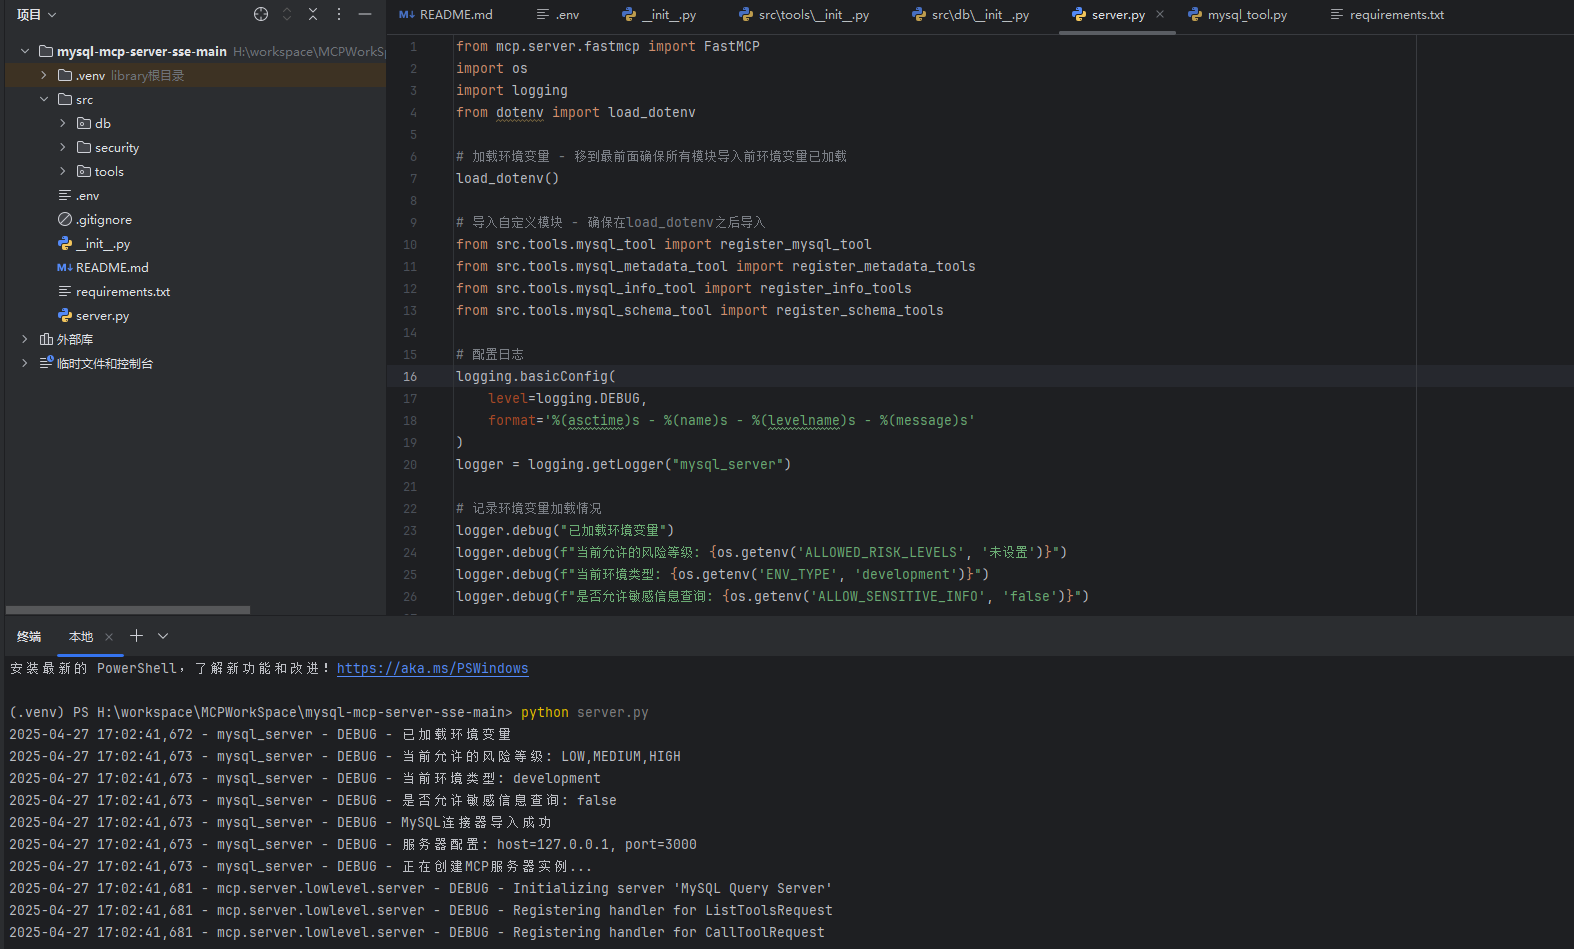 项目
README.md
.env
__init__.py
src\tools\__init__.py
src\db\__init__.py
server.py
mysql_tool.py
requirements.txt
mysql-mcp-server-sse-main H:\workspace\MCPWorkSp
.venv library根目录
src
db
security
tools
.env
.gitignore
__init__.py
README.md
requirements.txt
server.py
外部库
临时文件和控制台
1 from mcp.server.fastmcp import FastMCP
2 import os
3 import logging
4 from dotenv import load_dotenv
5
6 # 加载环境变量 - 移到最前面确保所有模块导入前环境变量已加载
7 load_dotenv()
8
9 # 导入自定义模块 - 确保在load_dotenv之后导入
10 from src.tools.mysql_tool import register_mysql_tool
11 from src.tools.mysql_metadata_tool import register_metadata_tools
12 from src.tools.mysql_info_tool import register_info_tools
13 from src.tools.mysql_schema_tool import register_schema_tools
14
15 # 配置日志
16 logging.basicConfig(
17 level=logging.DEBUG,
18 format='%(asctime)s - %(name)s - %(levelname)s - %(message)s'
19 )
20 logger = logging.getLogger("mysql_server")
21
22 # 记录环境变量加载情况
23 logger.debug("已加载环境变量")
24 logger.debug(f"当前允许的风险等级: {os.getenv('ALLOWED_RISK_LEVELS', '未设置')}")
25 logger.debug(f"当前环境类型: {os.getenv('ENV_TYPE', 'development')}")
26 logger.debug(f"是否允许敏感信息查询: {os.getenv('ALLOW_SENSITIVE_INFO', 'false')}")
终端 本地
安装最新的 PowerShell，了解新功能和改进！https://aka.ms/PSWindows
(.venv) PS H:\workspace\MCPWorkSpace\mysql-mcp-server-sse-main> python server.py
2025-04-27 17:02:41,672 - mysql_server - DEBUG - 已加载环境变量
2025-04-27 17:02:41,673 - mysql_server - DEBUG - 当前允许的风险等级: LOW,MEDIUM,HIGH
2025-04-27 17:02:41,673 - mysql_server - DEBUG - 当前环境类型: development
2025-04-27 17:02:41,673 - mysql_server - DEBUG - 是否允许敏感信息查询: false
2025-04-27 17:02:41,673 - mysql_server - DEBUG - MySQL连接器导入成功
2025-04-27 17:02:41,673 - mysql_server - DEBUG - 服务器配置: host=127.0.0.1, port=3000
2025-04-27 17:02:41,673 - mysql_server - DEBUG - 正在创建MCP服务器实例...
2025-04-27 17:02:41,681 - mcp.server.lowlevel.server - DEBUG - Initializing server 'MySQL Query Server'
2025-04-27 17:02:41,681 - mcp.server.lowlevel.server - DEBUG - Registering handler for ListToolsRequest
2025-04-27 17:02:41,681 - mcp.server.lowlevel.server - DEBUG - Registering handler for CallToolRequest